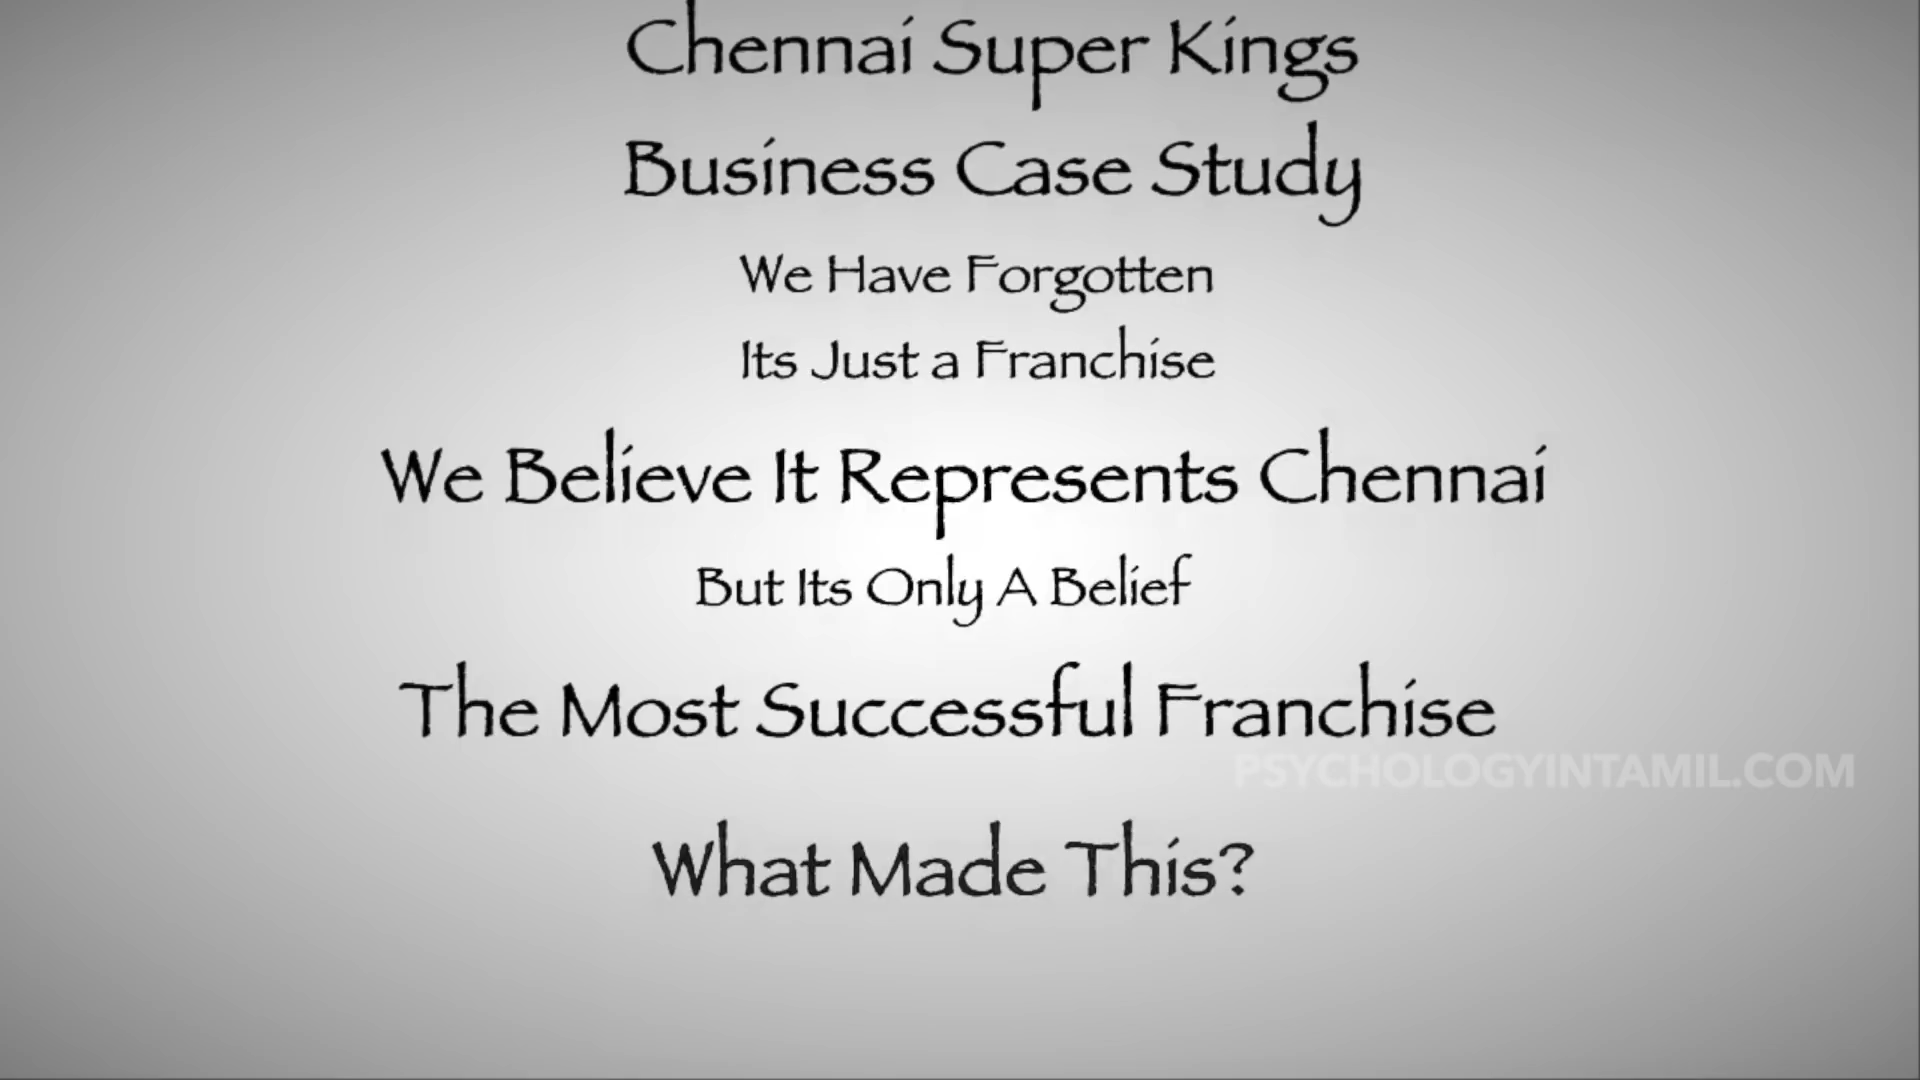 Chennai Super Kings
Business Case Study
We Have Forgotten
Its Just a Franchise
We Believe It Represents Chennai
But Its Only A Belief
The Most Successful Franchise
PSYCHOLOGYINTAMIL.COM
What Made This?